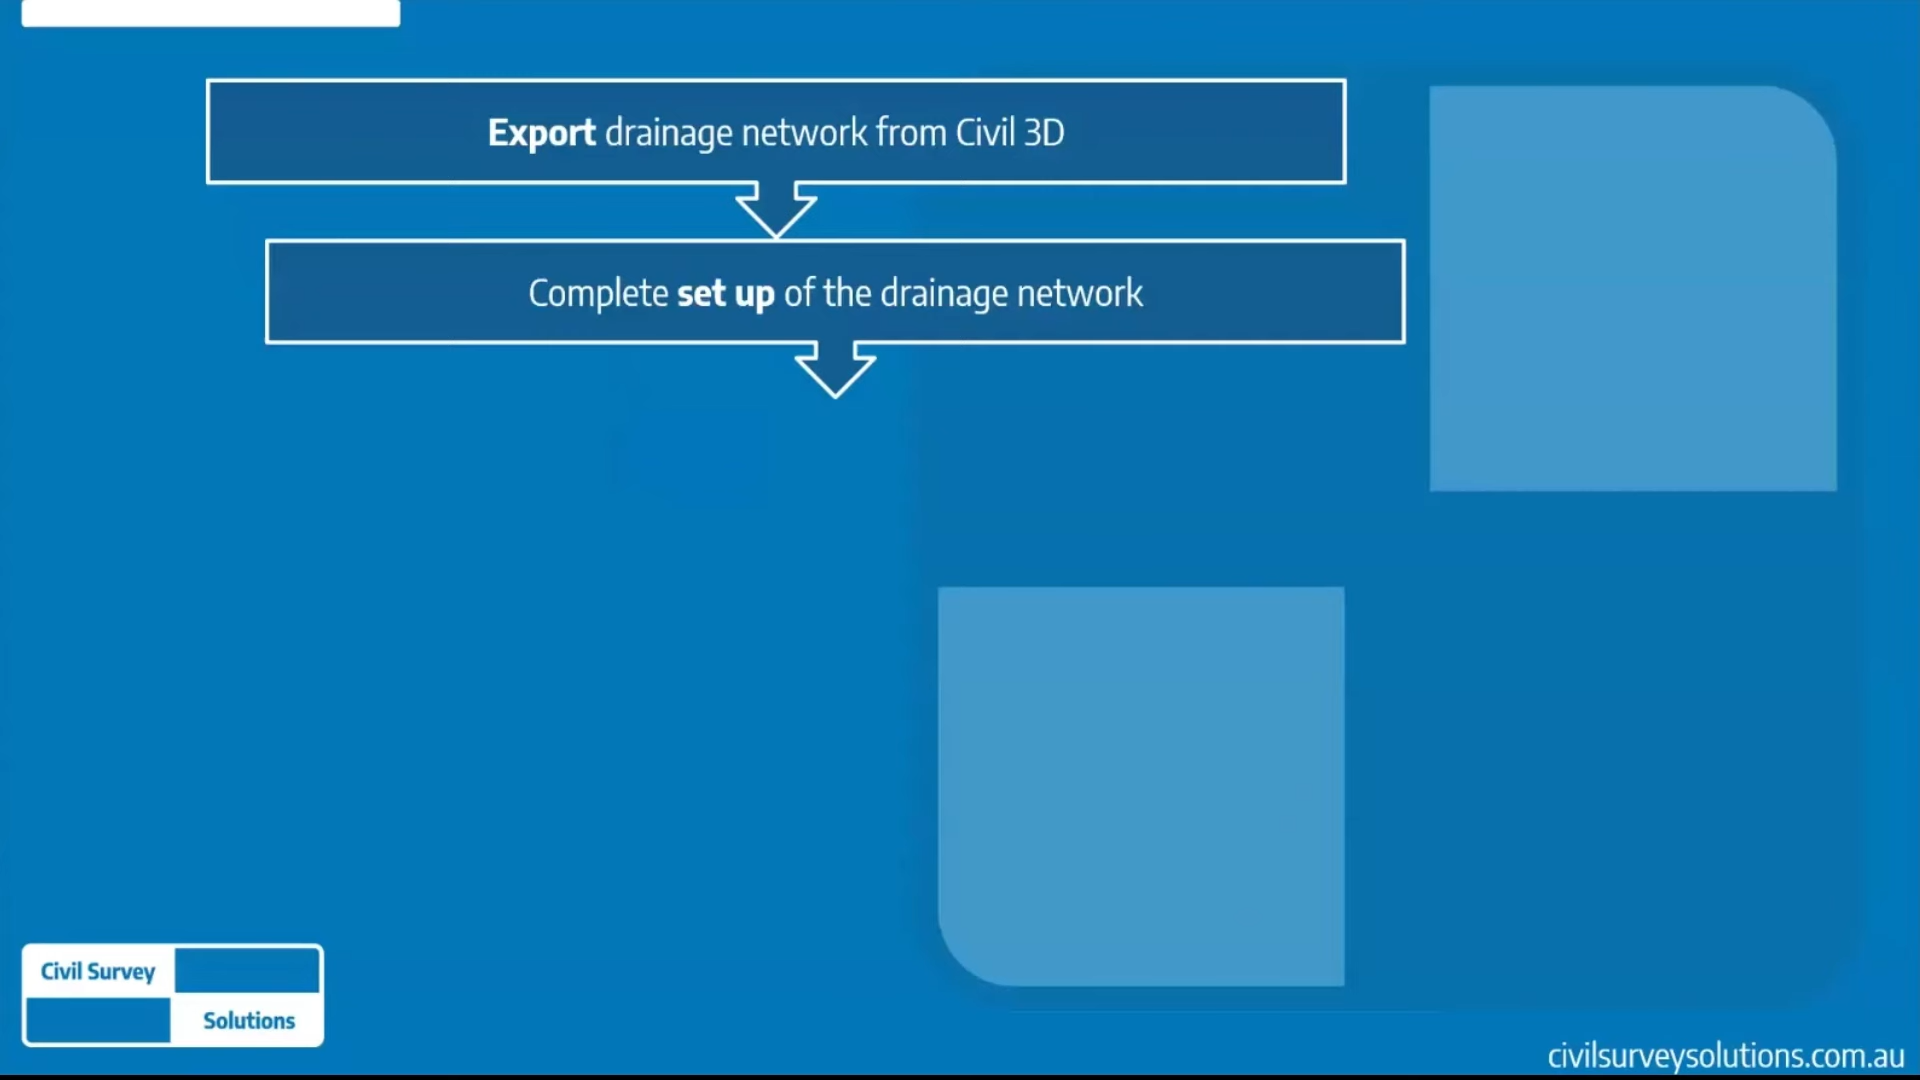 Export drainage network from Civil 3D
Complete set up of the drainage network
Civil Survey
Solutions
civilsurveysolutions.com.au